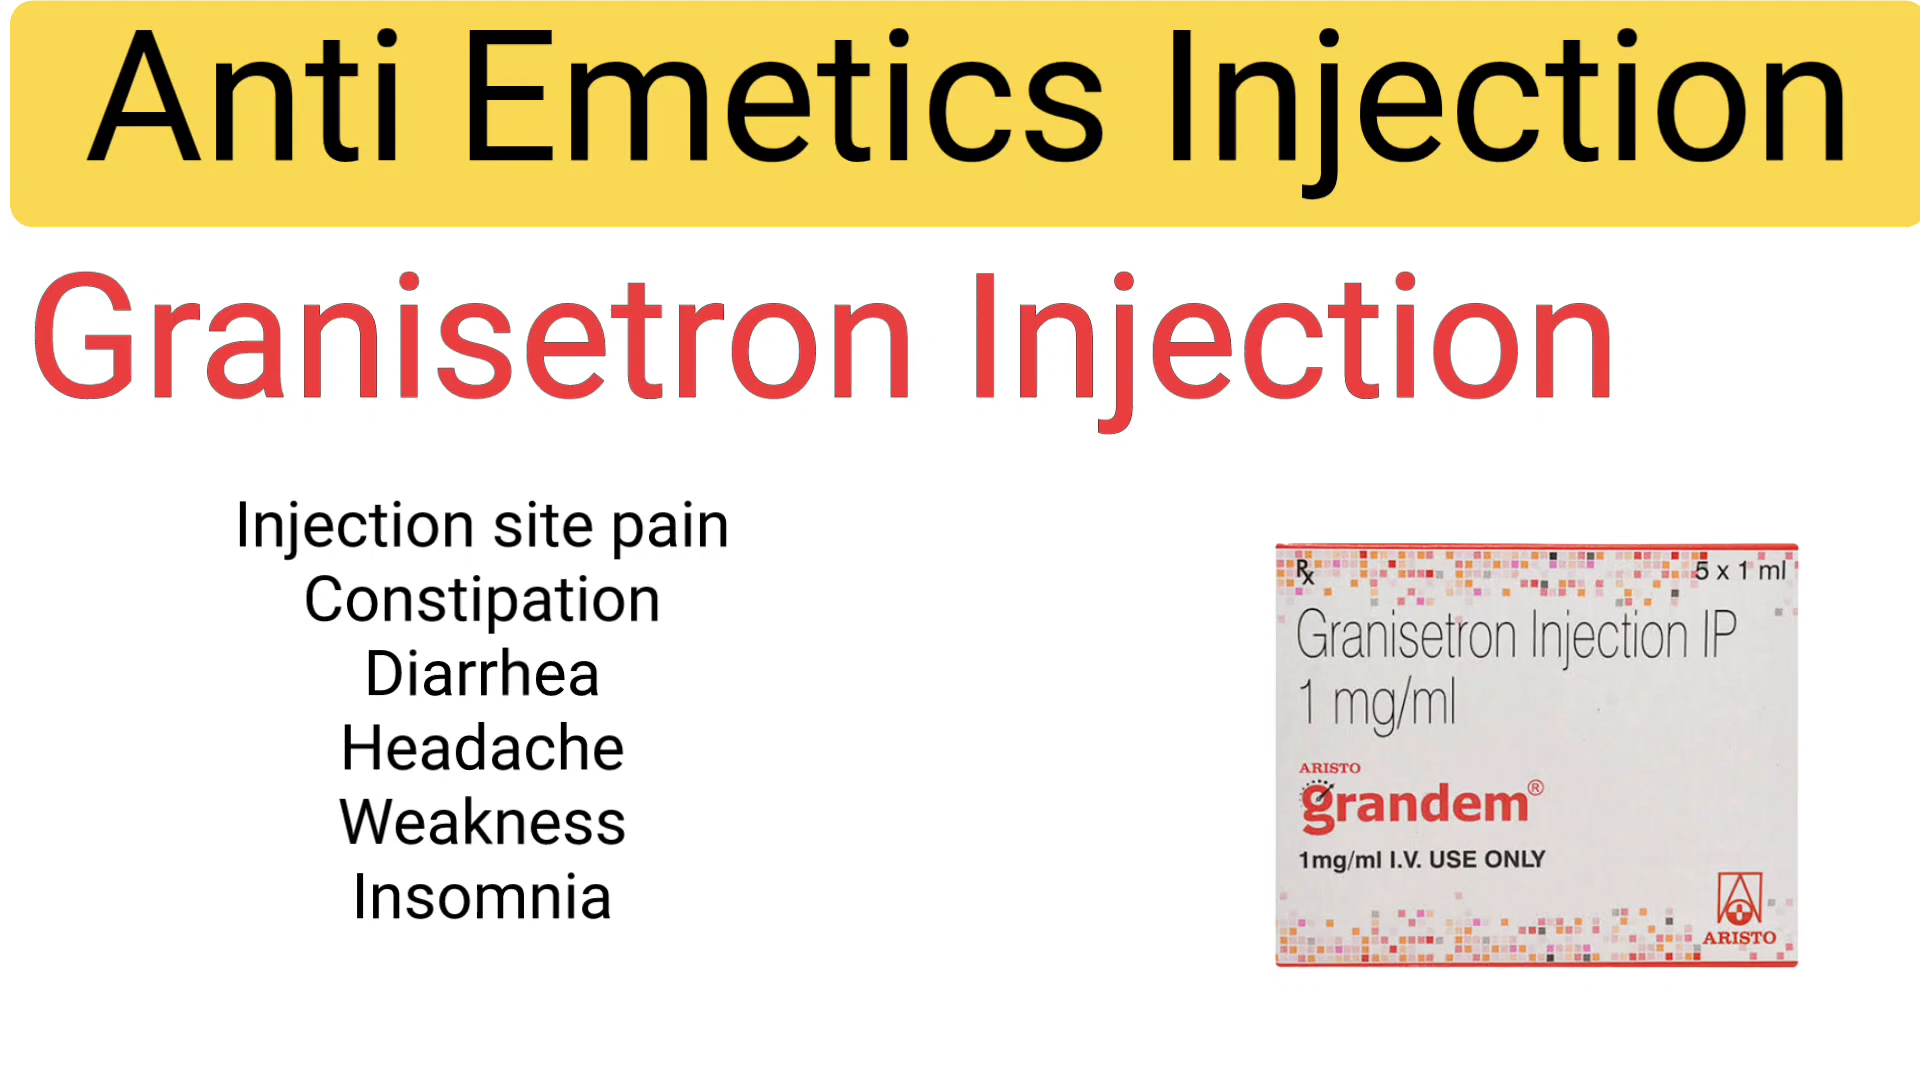 Anti Emetics Injection
Granisetron Injection
Injection site pain
Constipation
Diarrhea
Headache
Weakness
Insomnia
Rx
5 x 1 ml
Granisetron Injection IP
1 mg/ml
ARISTO
grandem®
1mg/ml I.V. USE ONLY
ARISTO